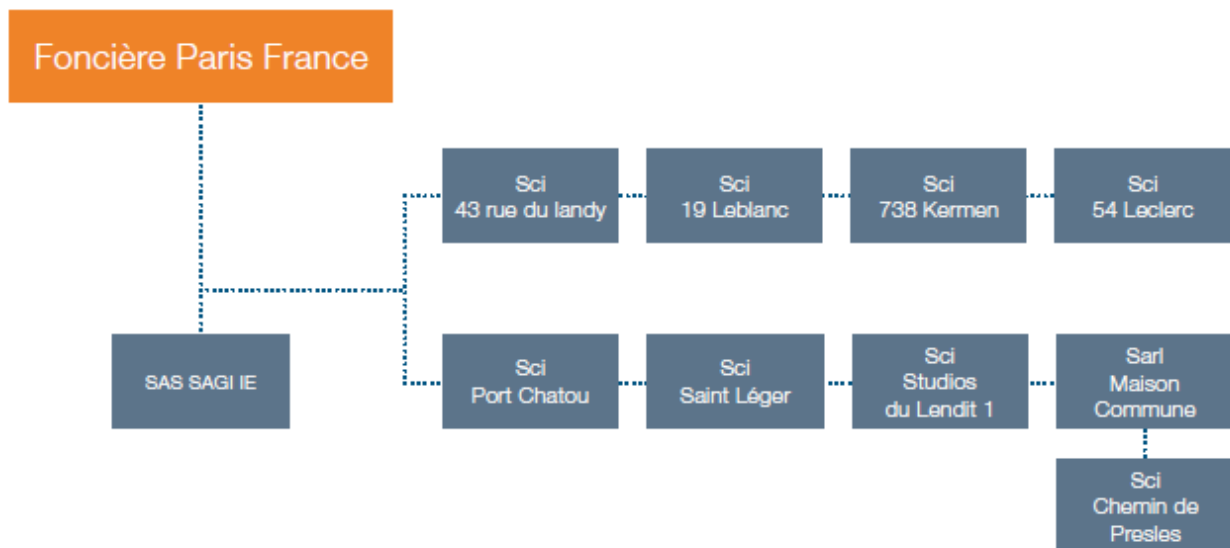 Foncière Paris France
Sci
43 rue du landy
Sci
19 Leblanc
Sci
738 Kermen
Sci
54 Leclerc
SAS SAGI IE
Sci
Port Chatou
Sci
Saint Léger
Sci
Studios
du Lendit 1
Sarl
Maison
Commune
Sci
Chemin de
Presles